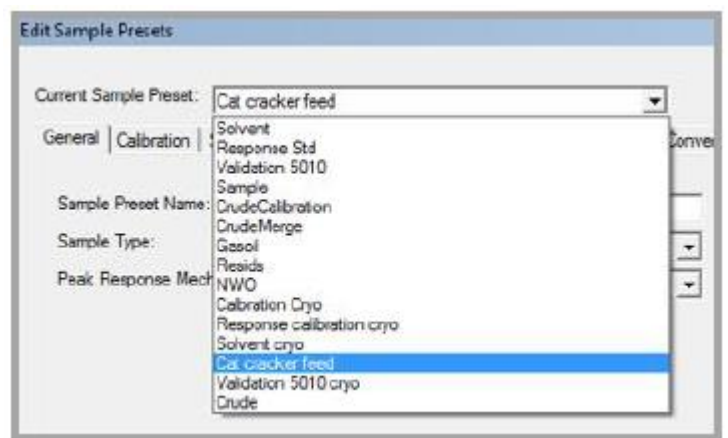 Edit Sample Presets
Current Sample Preset: Cat cracker feed
General Calibration S Conver
Solvent
Response Std
Validation 5010
Sample
Sample Preset Name: CrudeCalibration
CrudeMerge
Sample Type: Gasoil
Resids
Peak Response Mech NWO
Calbration Cryo
Response calibration cryo
Solvent cryo
Cat cracker feed
Validation 5010 cryo
Crude